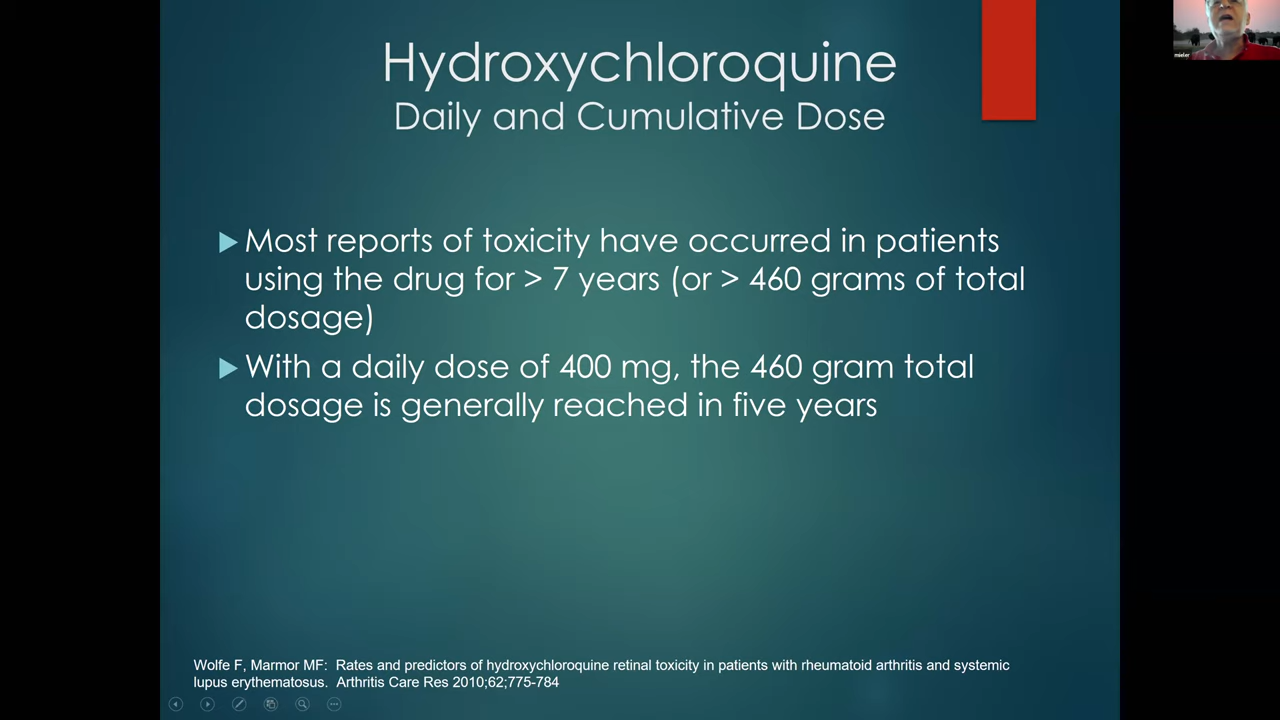 Hydroxychloroquine
Daily and Cumulative Dose
Most reports of toxicity have occurred in patients
using the drug for > 7 years (or > 460 grams of total
dosage)
With a daily dose of 400 mg, the 460 gram total
dosage is generally reached in five years
Wolfe F, Marmor MF: Rates and predictors of hydroxychloroquine retinal toxicity in patients with rheumatoid arthritis and systemic
lupus erythematosus. Arthritis Care Res 2010;62;775-784
mieler